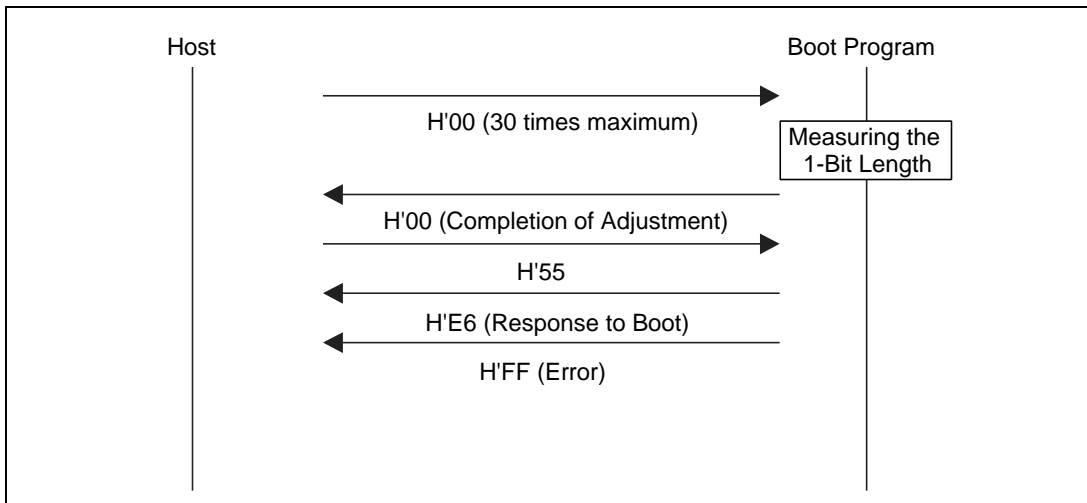 Host
Boot Program
H'00 (30 times maximum)
Measuring the
1-Bit Length
H'00 (Completion of Adjustment)
H'55
H'E6 (Response to Boot)
H'FF (Error)